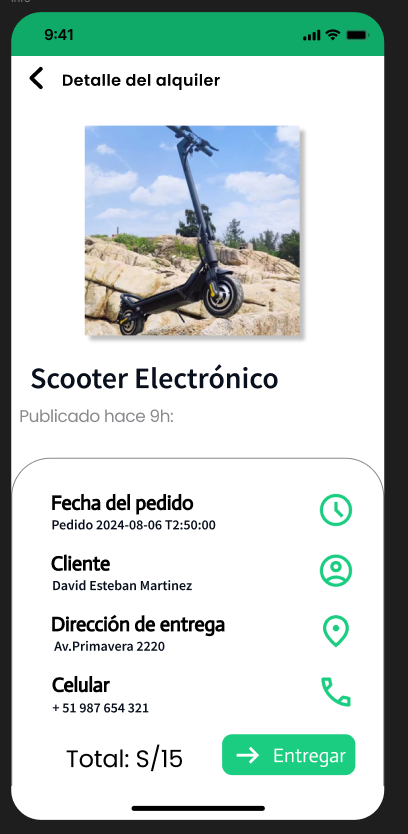 9:41
Detalle del alquiler
Scooter Electrónico
Publicado hace 9h:
Fecha del pedido
Pedido 2024-08-06 T2:50:00
Cliente
David Esteban Martinez
Dirección de entrega
Av.Primavera 2220
Celular
+ 51 987 654 321
Total: S/15
Entregar